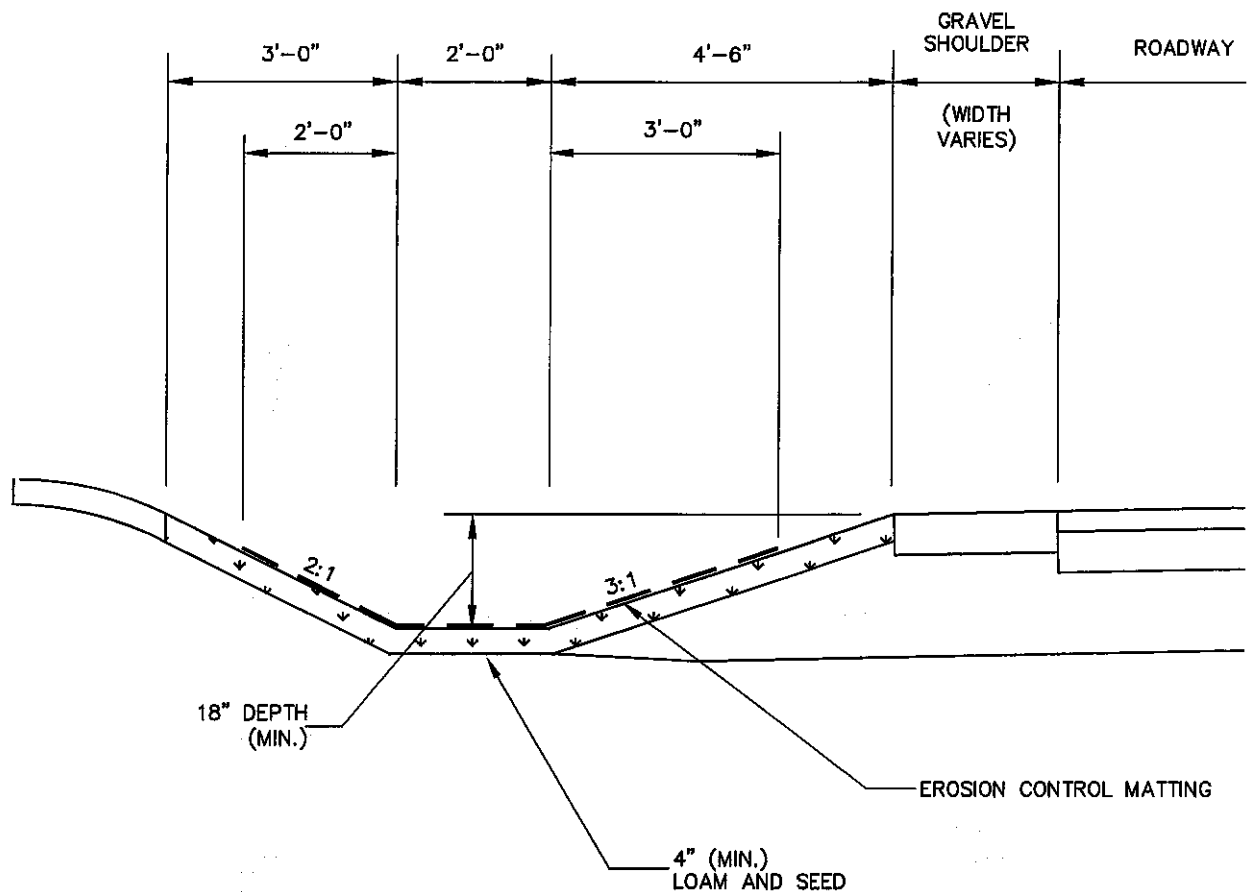 GRAVEL
SHOULDER
ROADWAY
3'-0"
2'-0"
4'-6"
(WIDTH
VARIES)
2'-0"
3'-0"
2:1
3:1
18" DEPTH
(MIN.)
EROSION CONTROL MATTING
4" (MIN.)
LOAM AND SEED